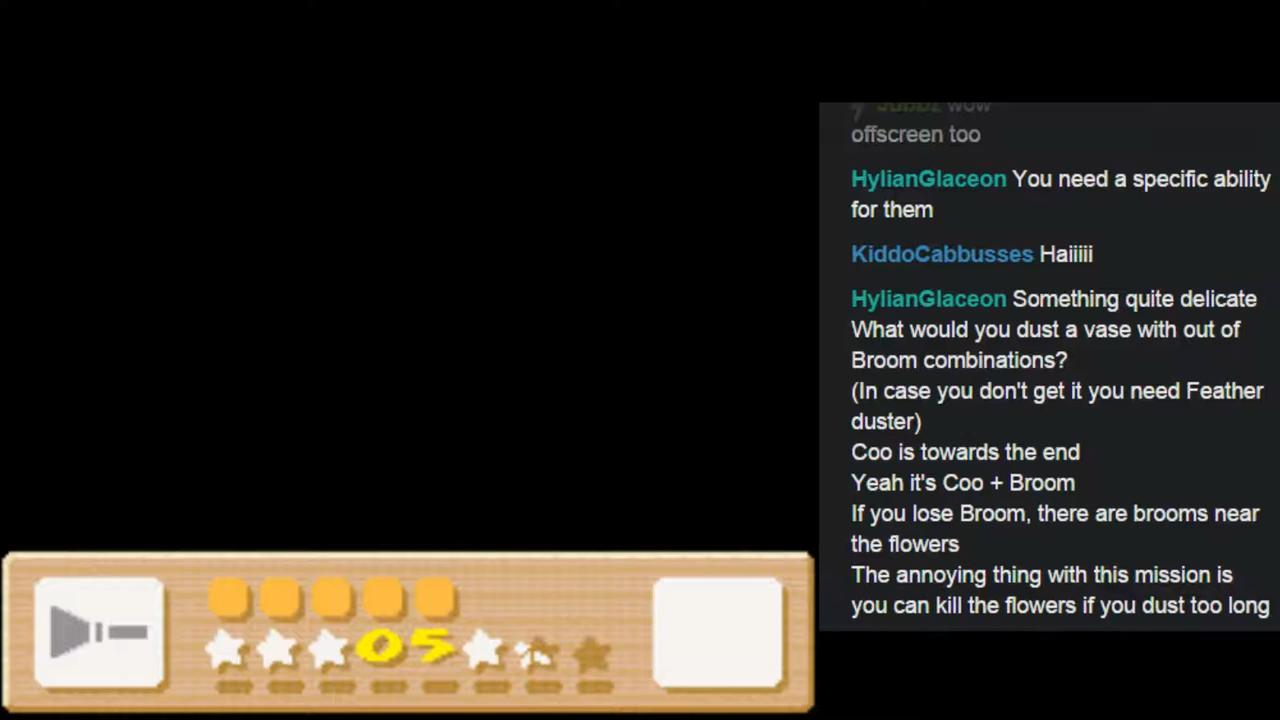 Jubbz wow
offscreen too
HylianGlaceon You need a specific ability
for them
KiddoCabbusses Haiiiii
HylianGlaceon Something quite delicate
What would you dust a vase with out of
Broom combinations?
(In case you don't get it you need Feather
duster)
Coo is towards the end
Yeah it's Coo + Broom
If you lose Broom, there are brooms near
the flowers
The annoying thing with this mission is
you can kill the flowers if you dust too long
05